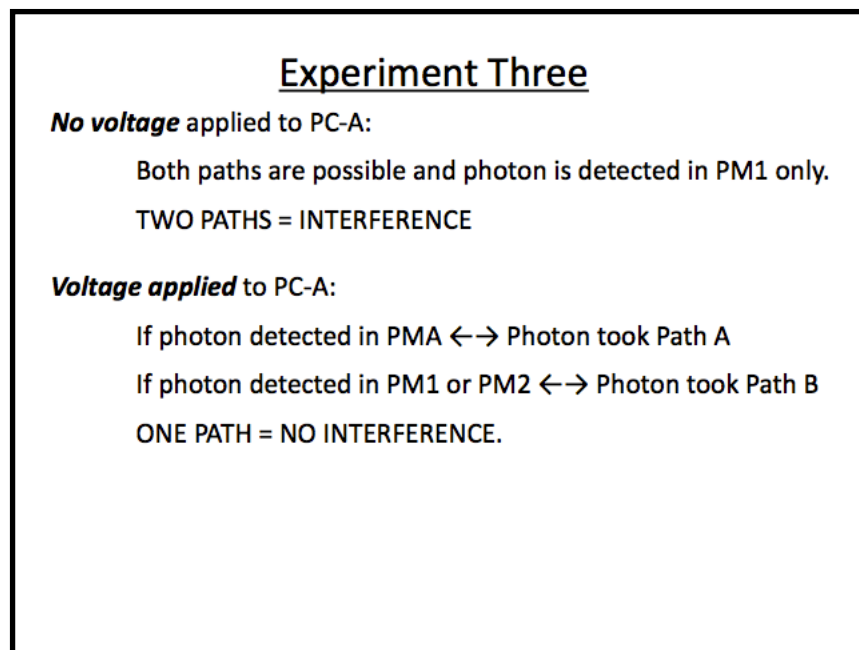 Experiment Three
No voltage applied to PC-A:
Both paths are possible and photon is detected in PM1 only.
TWO PATHS = INTERFERENCE
Voltage applied to PC-A:
If photon detected in PMA ←→ Photon took Path A
If photon detected in PM1 or PM2 ←→ Photon took Path B
ONE PATH = NO INTERFERENCE.